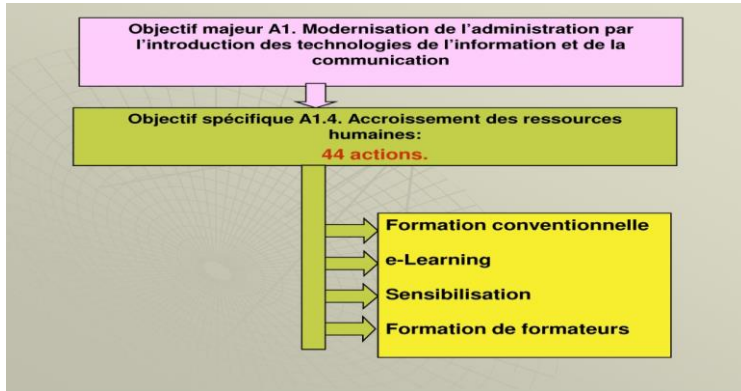 Objectif majeur A1. Modernisation de l'administration par
l'introduction des technologies de l'information et de la
communication
Objectif spécifique A1.4. Accroissement des ressources
humaines:
44 actions.
Formation conventionnelle
e-Learning
Sensibilisation
Formation de formateurs